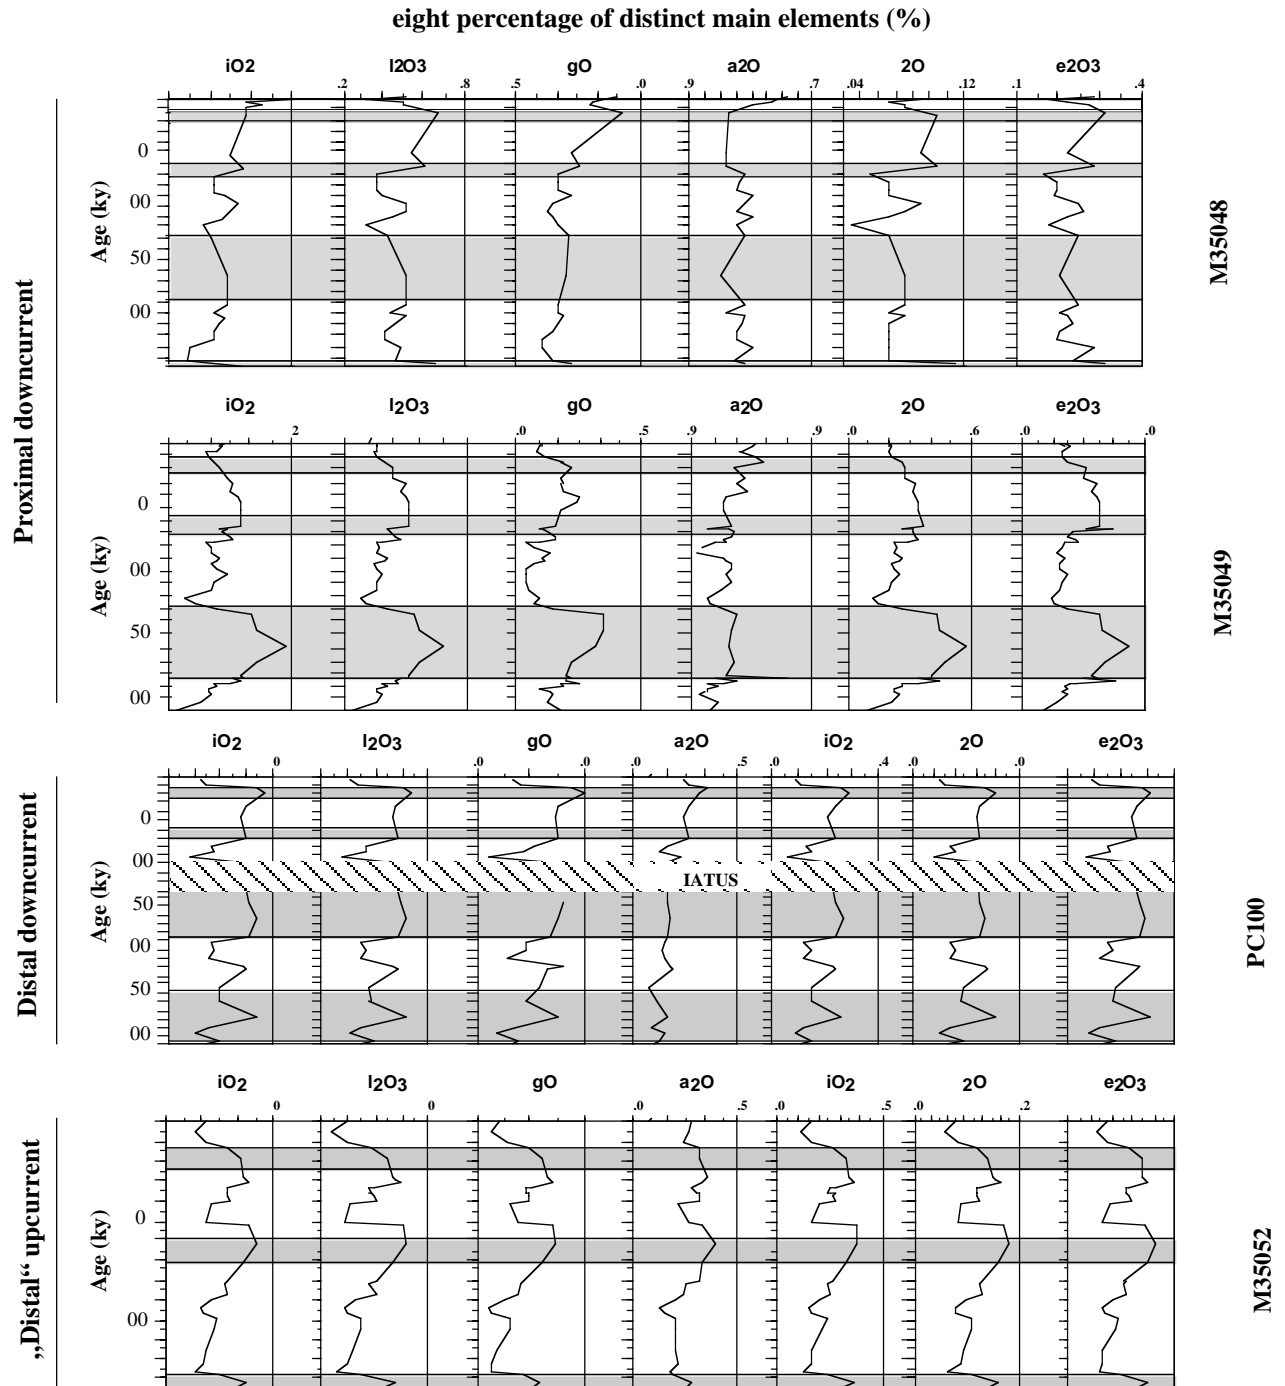 eight percentage of distinct main elements (%)
iO2 l2O3 gO a2O 2O e2O3
.2 .8 .5 .0 .9 .7 .04 .12 .1 .4
0
00
50
00
Age (ky)
M35048
Proximal downcurrent
iO2 l2O3 gO a2O 2O e2O3
2 .0 .5 .9 .9 .0 .6 .0 .0
0
00
50
00
Age (ky)
M35049
iO2 l2O3 gO a2O iO2 2O e2O3
0 .0 .0 .0 .5 .0 .4 .0 .0
0
00
IATUS
50
00
50
00
Age (ky)
Distal downcurrent
PC100
iO2 l2O3 gO a2O iO2 2O e2O3
0 0 .0 .5 .0 .5 .0 .2
0
00
Age (ky)
„Distal“ upcurrent
M35052